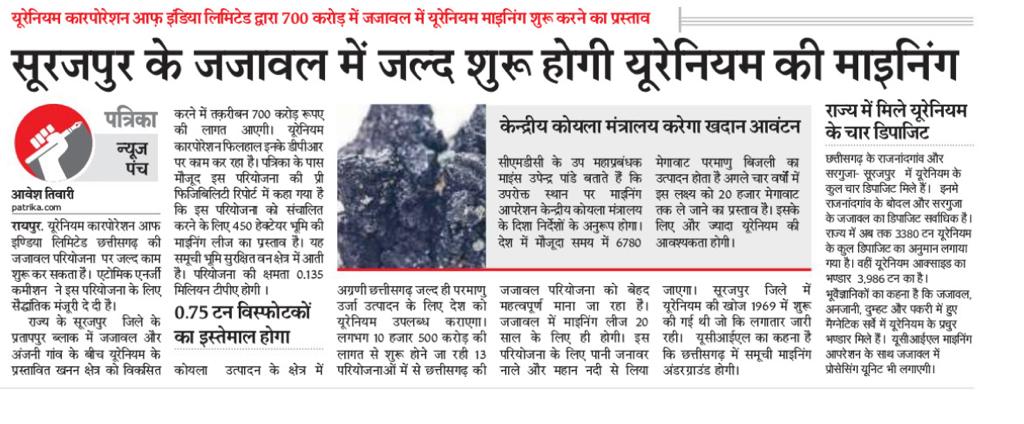 यूरेनियम कारपोरेशन आफ़ इंडिया लिमिटेड द्वारा 700 करोड़ में जजावल में यूरेनियम माइनिंग शुरू करने का प्रस्ताव
सूरजपुर के जजावल में जल्द शुरू होगी यूरेनियम की माइनिंग
पत्रिका
न्यूज
पंच
आवेश तिवारी
patrika.com
रायपुर. यूरेनियम कारपोरेशन आफ
इण्डिया लिमिटेड छत्तीसगढ़ की
जजावल परियोजना पर जल्द काम
शुरू कर सकता है। एटोमिक एनर्जी
कमीशन ने इस परियोजना के लिए
सैद्धांतिक मंजूरी दे दी है।
राज्य के सूरजपुर जिले के
प्रतापपुर ब्लाक में जजावल और
अंजनी गांव के बीच यूरेनियम के
प्रस्तावित खनन क्षेत्र को विकसित
करने में तक़रीबन 700 करोड़ रूपए
की लागत आएगी। यूरेनियम
कारपोरेशन फिलहाल इनके डीपीआर
पर काम कर रहा है। पत्रिका के पास
मौजूद इस परियोजना की प्री
फिजिबिलिटी रिपोर्ट में कहा गया है
कि इस परियोजना को संचालित
करने के लिए 450 हेक्टेयर भूमि की
माइनिंग लीज का प्रस्ताव है। यह
समूची भूमि सुरक्षित वन क्षेत्र में आती
है। परियोजना की क्षमता 0.135
मिलियन टीपीए होगी।
0.75 टन विस्फोटकों
का इस्तेमाल होगा
कोयला उत्पादन के क्षेत्र में
अग्रणी छत्तीसगढ़ जल्द ही परमाणु
उर्जा उत्पादन के लिए देश को
यूरेनियम उपलब्ध कराएगा।
लगभग 10 हजार 500 करोड़ की
लागत से शुरू होने जा रही 13
परियोजनाओं में से छत्तीसगढ़ की
जजावल परियोजना को बेहद
महत्वपूर्ण माना जा रहा है।
जजावल में माइनिंग लीज 20
साल के लिए ही होगी। इस
परियोजना के लिए पानी जनावर
नाले और महान नदी से लिया
जाएगा। सूरजपुर जिले में
यूरेनियम की खोज 1969 में शुरू
की गई थी जो कि लगातार जारी
रही। यूसीआईएल का कहना है
कि छत्तीसगढ़ में समूची माइनिंग
अंडरग्राउंड होगी।
केन्द्रीय कोयला मंत्रालय करेगा खदान आवंटन
सीएमडीसी के उप महाप्रबंधक
माइंस उपेन्द्र पांडे बताते हैं कि
उपरोक्त स्थान पर माइनिंग
आपरेशन केन्द्रीय कोयला मंत्रालय
के दिशा निर्देशों के अनुरूप होगा।
देश में मौजूदा समय में 6780
मेगावाट परमाणु बिजली का
उत्पादन होता है अगले चार वर्षों में
इस लक्ष्य को 20 हजार मेगावाट
तक ले जाने का प्रस्ताव है। इसके
लिए और ज्यादा यूरेनियम की
आवश्यकता होगी।
राज्य में मिले यूरेनियम
के चार डिपाजिट
छत्तीसगढ़ के राजनांदगांव और
सरगुजा- सूरजपुर में यूरेनियम के
कुल चार डिपाजिट मिले हैं। इनमे
राजनांदगांव के बोदल और सरगुजा
के जजावल का डिपाजिट सर्वाधिक है।
राज्य में अब तक 3380 टन यूरेनियम
के कुल डिपाजिट का अनुमान लगाया
गया है। वहीं यूरेनियम आक्साइड का
भण्डार 3,986 टन का है।
भूवैज्ञानिकों का कहना है कि जजावल,
अनजानी, दुम्हट और पकरी में हुए
मैग्नेटिक सर्वे में यूरेनियम के प्रचुर
भण्डार मिले हैं। यूसीआईएल माइनिंग
आपरेशन के साथ जजावल में
प्रोसेसिंग यूनिट भी लगाएगी।